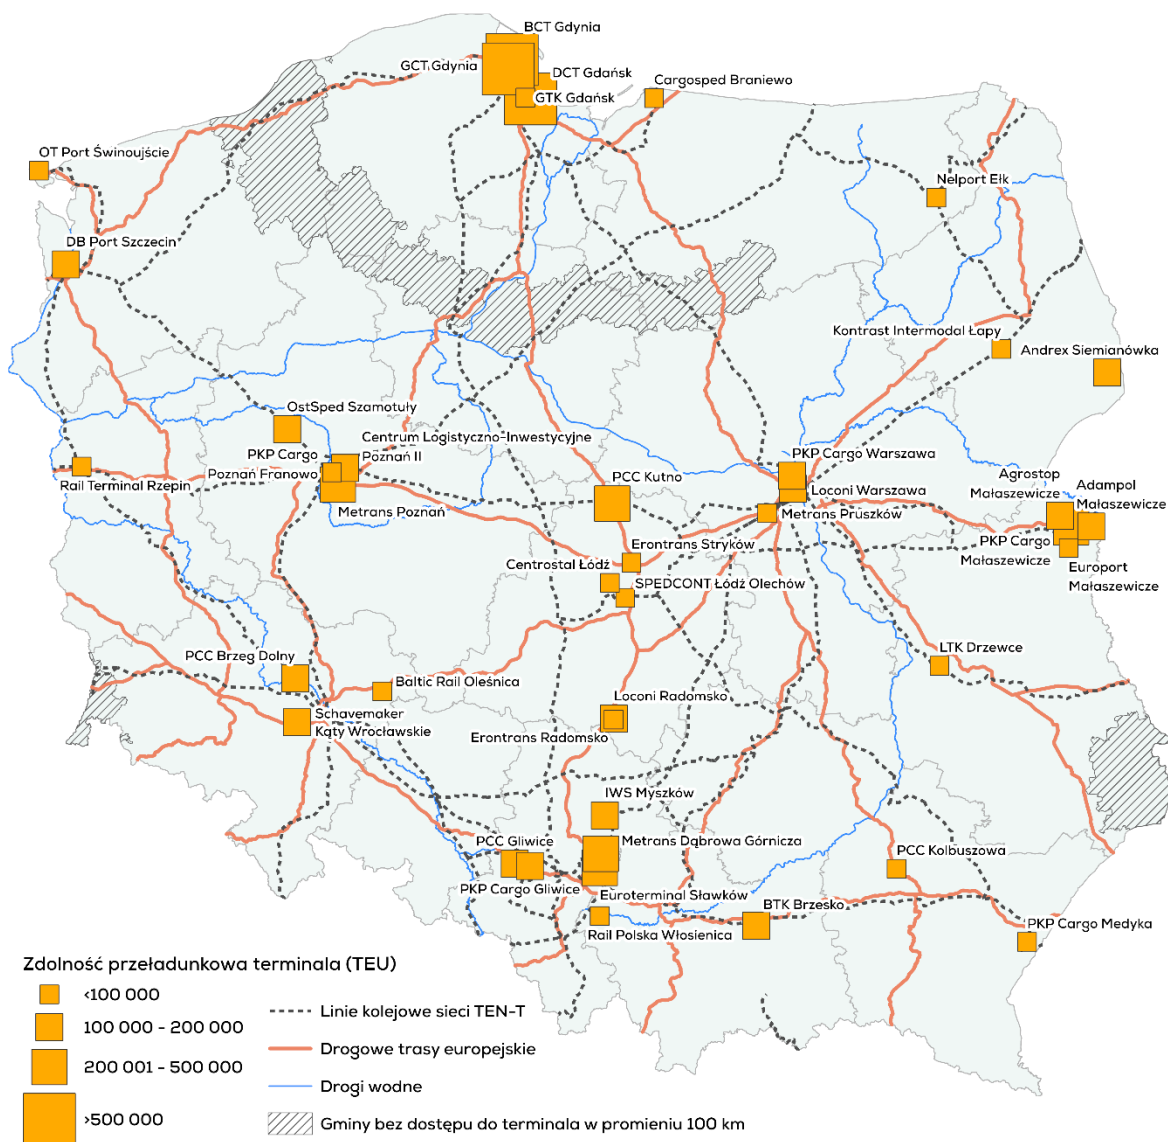 BCT Gdynia
GCT Gdynia
DCT Gdańsk
Cargosped Braniewo
GTK Gdańsk
OT Port Świnoujście
Nelport Ełk
DB Port Szczecin
Kontrast Intermodal Łapy
Andrex Siemianówka
OstSped Szamotuły
Centrum Logistyczno-Inwestycyjne
Poznań II
PKP Cargo
Poznań Franowo
Rail Terminal Rzepin
Metrans Poznań
PCC Kutno
PKP Cargo Warszawa
Loconi Warszawa
Metrans Pruszków
Agrostop
Małaszewicze
Adampol
Małaszewicze
PKP Cargo
Małaszewicze
Europort
Małaszewicze
Erontrans Stryków
Centrostal Łódź
SPEDCONT Łódź Olechów
PCC Brzeg Dolny
Baltic Rail Oleśnica
LTK Drzewce
Schavemaker
Kąty Wrocławskie
Loconi Radomsko
Erontrans Radomsko
IWS Myszków
PCC Gliwice
Metrans Dąbrowa Górnicza
PCC Kolbuszowa
PKP Cargo Gliwice
Euroterminal Sławków
BTK Brzesko
Rail Polska Włosienica
PKP Cargo Medyka
Zdolność przeładunkowa terminala (TEU)
<100 000
100 000 - 200 000
200 001 - 500 000
>500 000
Linie kolejowe sieci TEN-T
Drogowe trasy europejskie
Drogi wodne
Gminy bez dostępu do terminala w promieniu 100 km